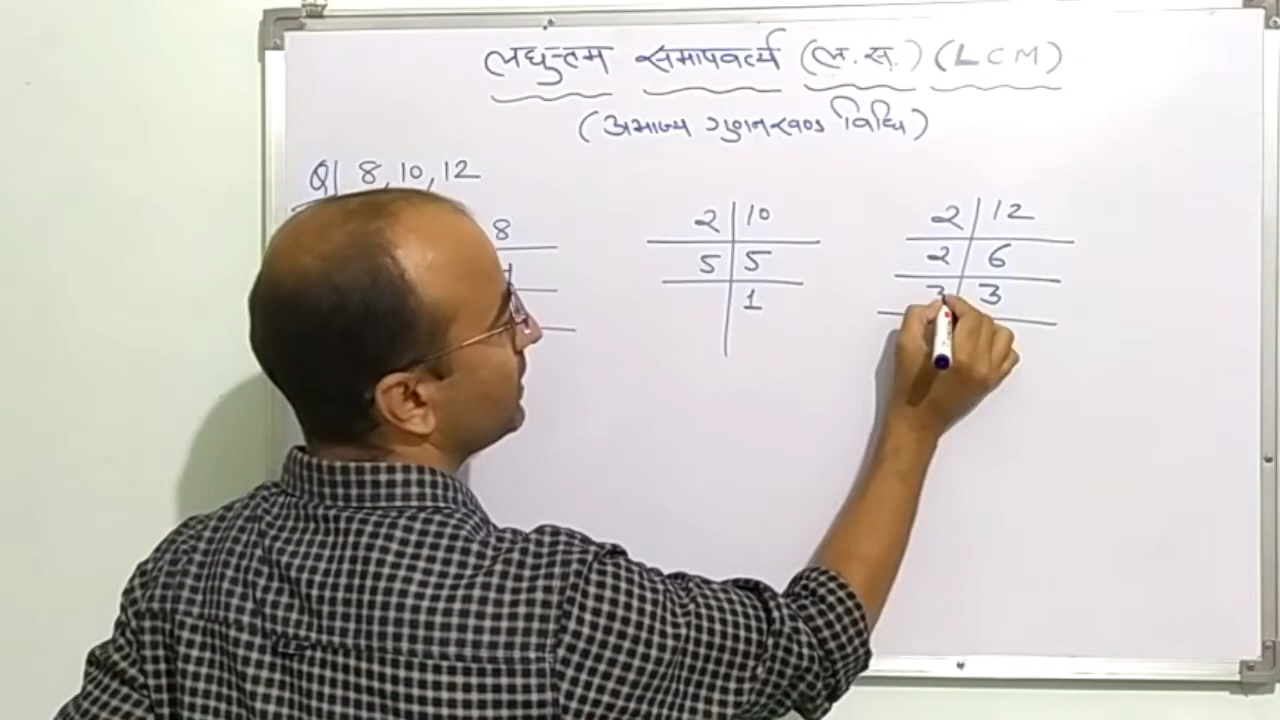 लघुत्तम समापवर्त्य (ल.स.) (LCM)
(अभाज्य गुणनखण्ड विधि)
Q| 8, 10, 12
8
2 | 10
5 | 5
1
2 | 12
2 | 6
3 | 3